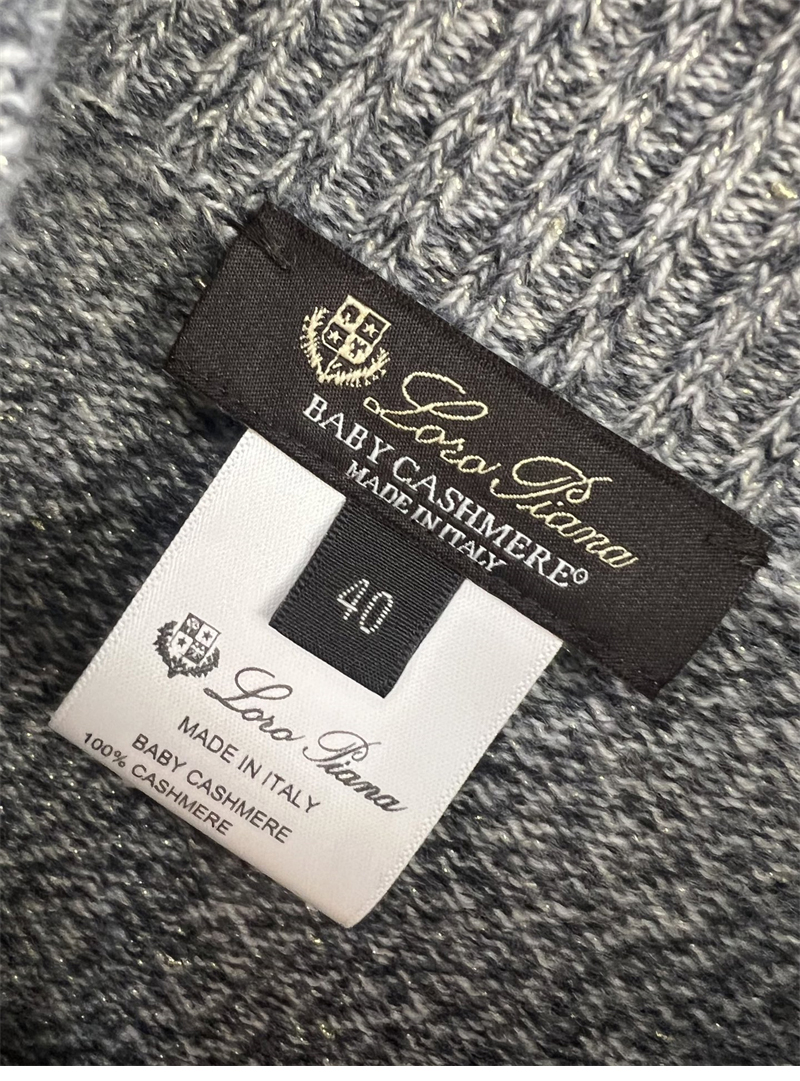 Loro Piana
BABY CASHMERE®
MADE IN ITALY
40
Loro Piana
MADE IN ITALY
BABY CASHMERE
100% CASHMERE